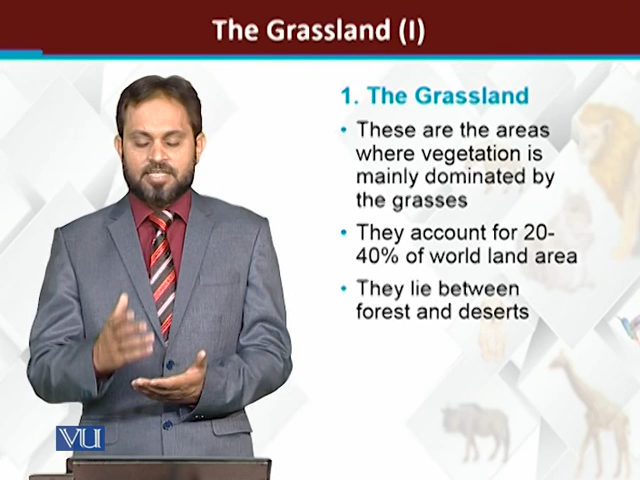 The Grassland (I)
1. The Grassland
• These are the areas
where vegetation is
mainly dominated by
the grasses
• They account for 20-
40% of world land area
• They lie between
forest and deserts
VU